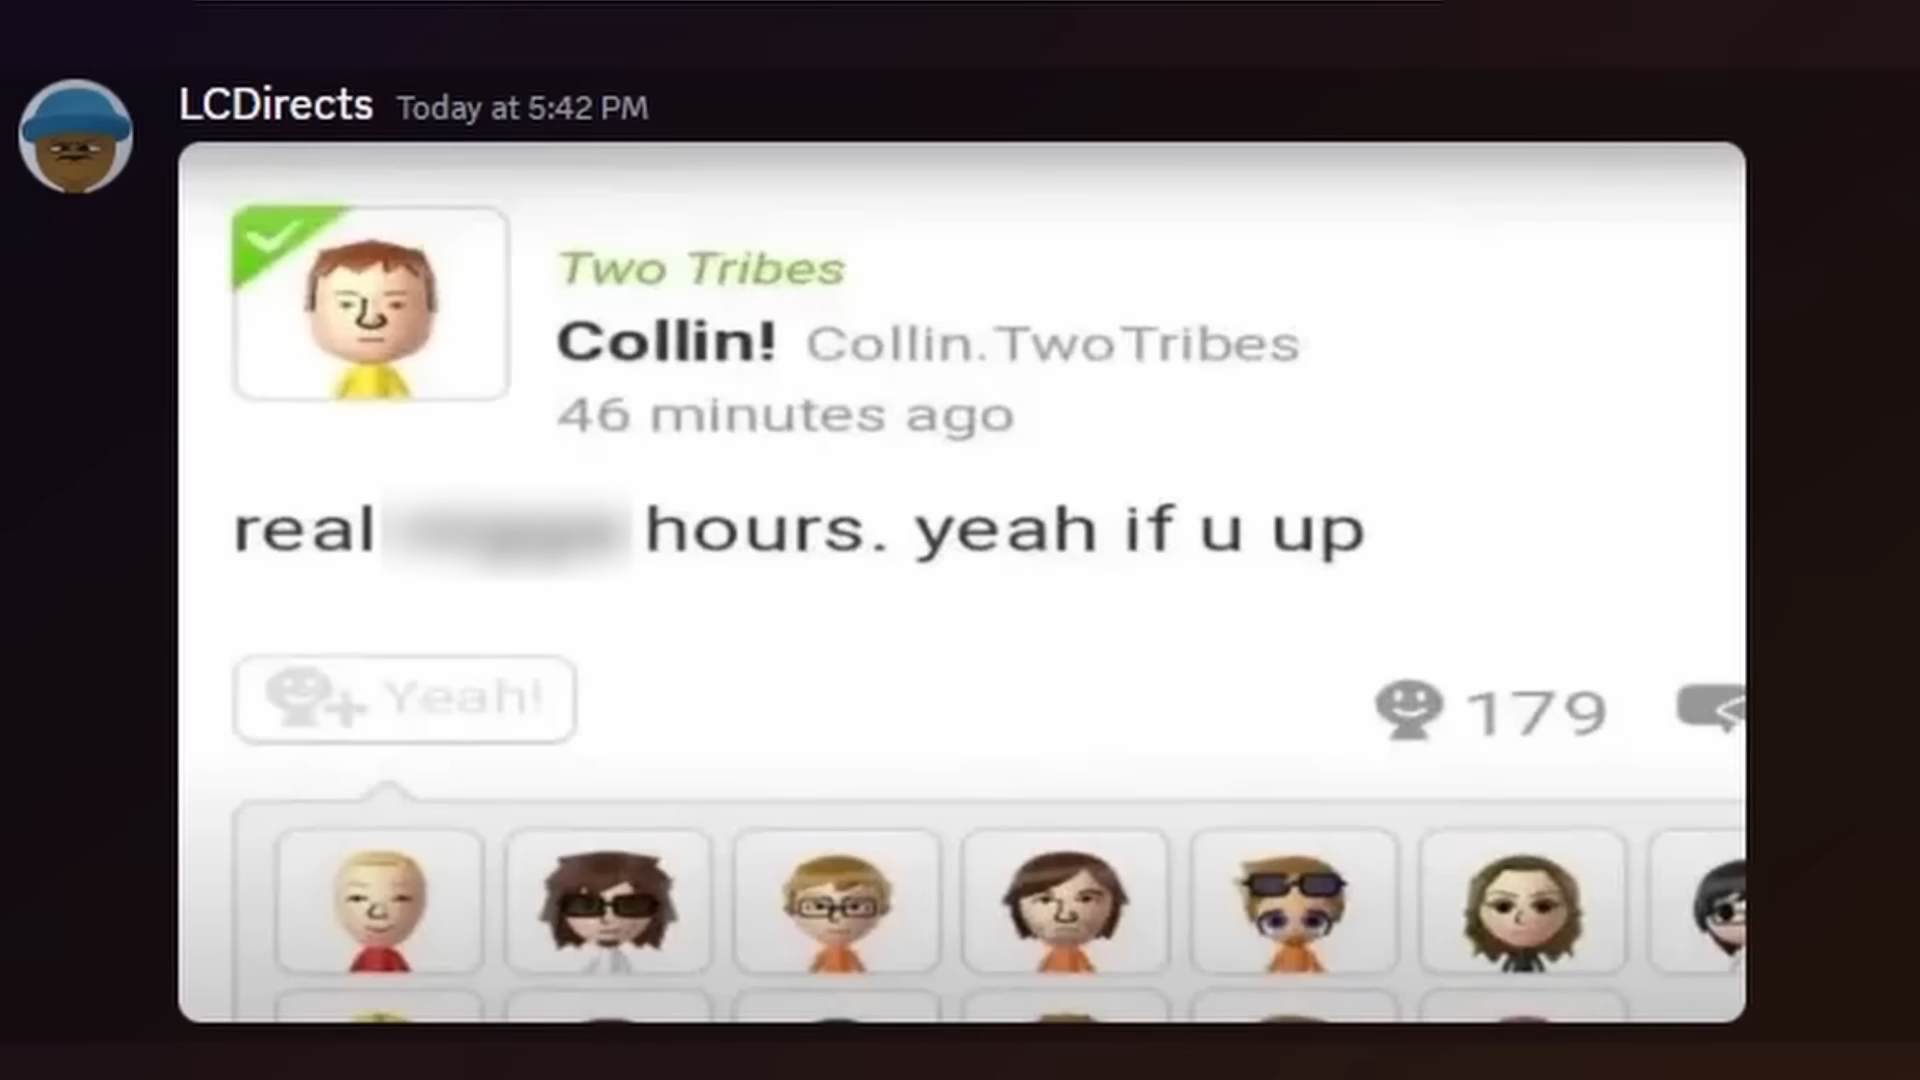 LCDirects Today at 5:42 PM
Two Tribes
Collin! Collin.TwoTribes
46 minutes ago
real hours. yeah if u up
Yeah!
179